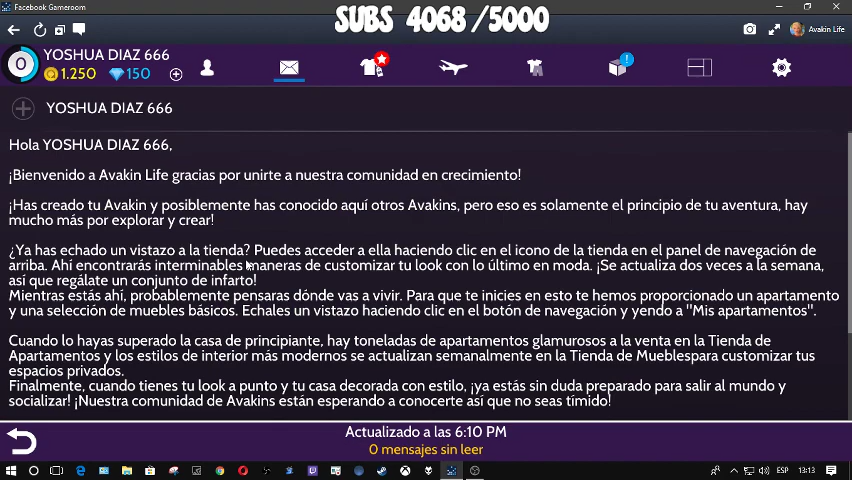 Facebook Gameroom
SUBS 4068/5000
Avakin Life
0
YOSHUA DIAZ 666
1.250 150
YOSHUA DIAZ 666
Hola YOSHUA DIAZ 666,
¡Bienvenido a Avakin Life gracias por unirte a nuestra comunidad en crecimiento!
¡Has creado tu Avakin y posiblemente has conocido aquí otros Avakins, pero eso es solamente el principio de tu aventura, hay
mucho más por explorar y crear!
¿Ya has echado un vistazo a la tienda? Puedes acceder a ella haciendo clic en el icono de la tienda en el panel de navegación de
arriba. Ahí encontrarás interminables maneras de customizar tu look con lo último en moda. ¡Se actualiza dos veces a la semana,
así que regálate un conjunto de infarto!
Mientras estás ahí, probablemente pensaras dónde vas a vivir. Para que te inicies en esto te hemos proporcionado un apartamento
y una selección de muebles básicos. Echales un vistazo haciendo clic en el botón de navegación y yendo a "Mis apartamentos".
Cuando lo hayas superado la casa de principiante, hay toneladas de apartamentos glamurosos a la venta en la Tienda de
Apartamentos y los estilos de interior más modernos se actualizan semanalmente en la Tienda de Mueblespara customizar tus
espacios privados.
Finalmente, cuando tienes tu look a punto y tu casa decorada con estilo, ¡ya estás sin duda preparado para salir al mundo y
socializar! ¡Nuestra comunidad de Avakins están esperando a conocerte así que no seas tímido!
Actualizado a las 6:10 PM
0 mensajes sin leer
ESP 13:13